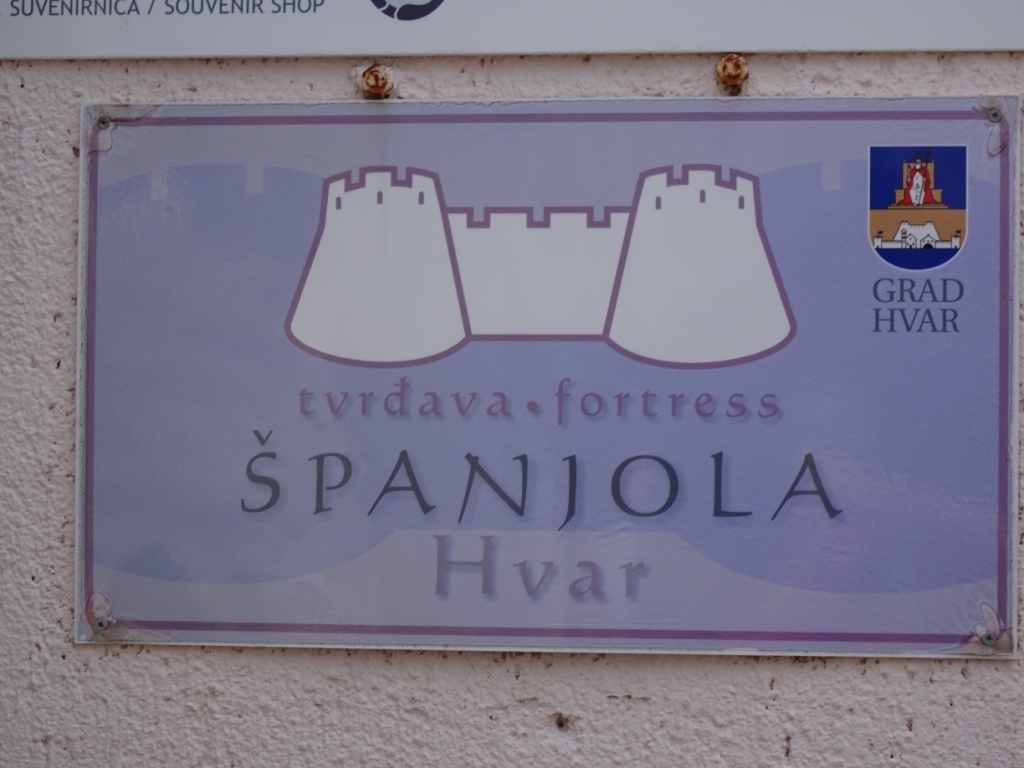 SUVENIRNICA / SOUVENIR SHOP
GRAD
HVAR
tvrđava • fortress
ŠPANJOLA
Hvar